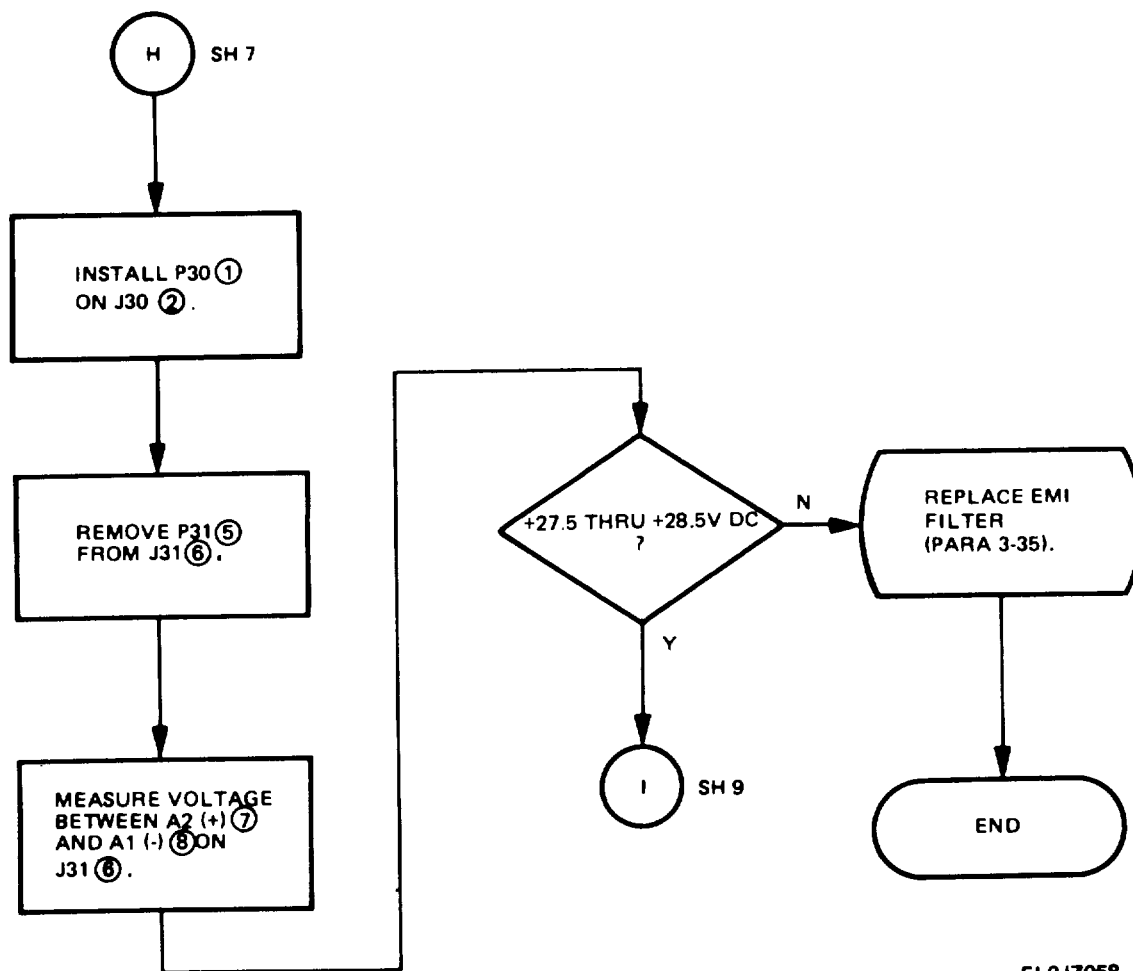 H SH 7
INSTALL P30 ①
ON J30 ②.
REMOVE P31 ⑤
FROM J31 ⑥.
MEASURE VOLTAGE
BETWEEN A2 (+) ⑦
AND A1 (-) ⑧ ON
J31 ⑥.
+27.5 THRU +28.5V DC
?
N
Y
REPLACE EMI
FILTER
(PARA 3-35).
I SH 9
END